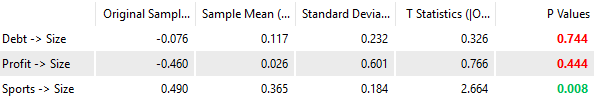 Original Sampl... Sample Mean (... Standard Devia... T Statistics (|O... P Values
Debt -> Size -0.076 0.117 0.232 0.326 0.744
Profit -> Size -0.460 0.026 0.601 0.766 0.444
Sports -> Size 0.490 0.365 0.184 2.664 0.008